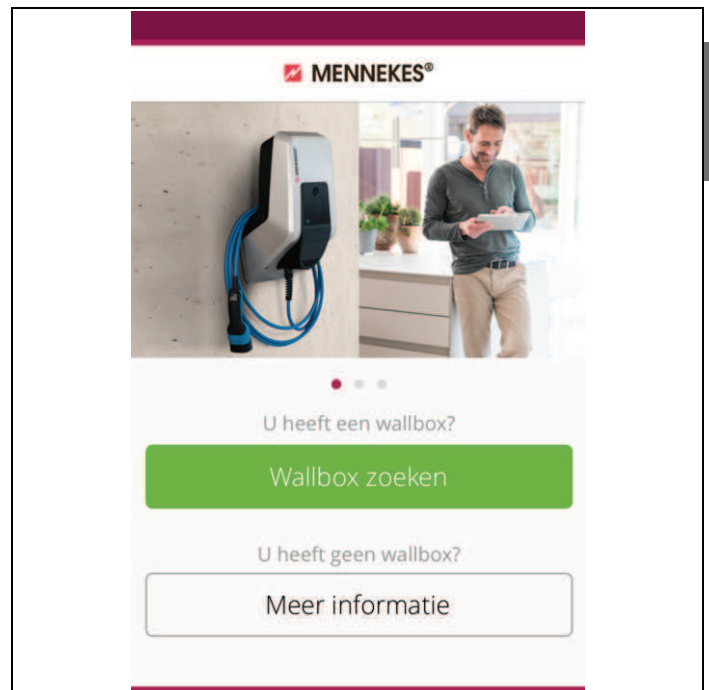 MENNEKES®
U heeft een wallbox?
Wallbox zoeken
U heeft geen wallbox?
Meer informatie